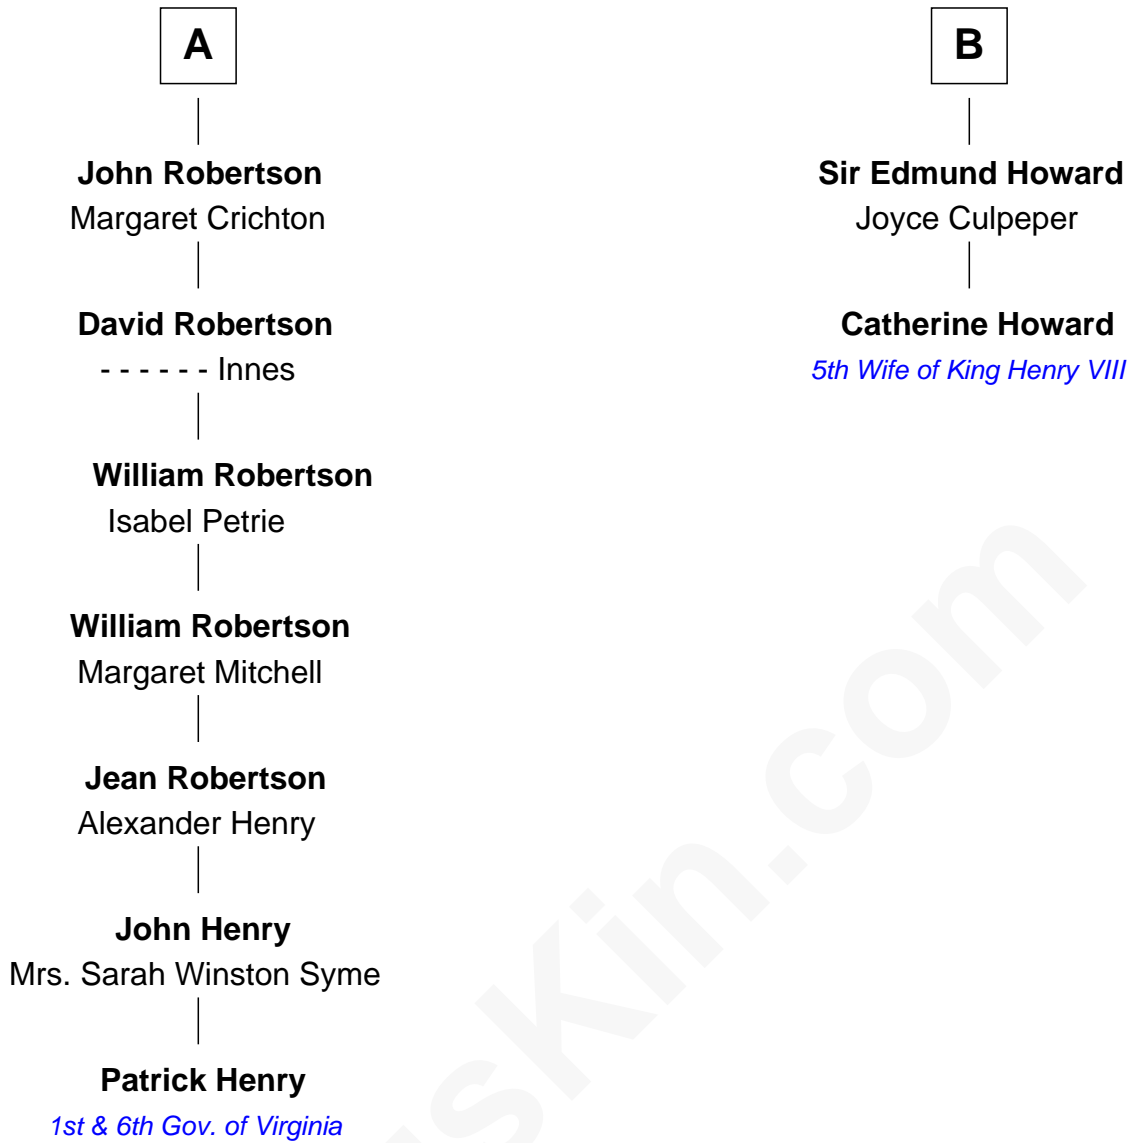 A
John Robertson
Margaret Crichton
David Robertson
- - - - - - Innes
William Robertson
Isabel Petrie
William Robertson
Margaret Mitchell
Jean Robertson
Alexander Henry
John Henry
Mrs. Sarah Winston Syme
Patrick Henry
1st & 6th Gov. of Virginia
B
Sir Edmund Howard
Joyce Culpeper
Catherine Howard
5th Wife of King Henry VIII
sKin.com